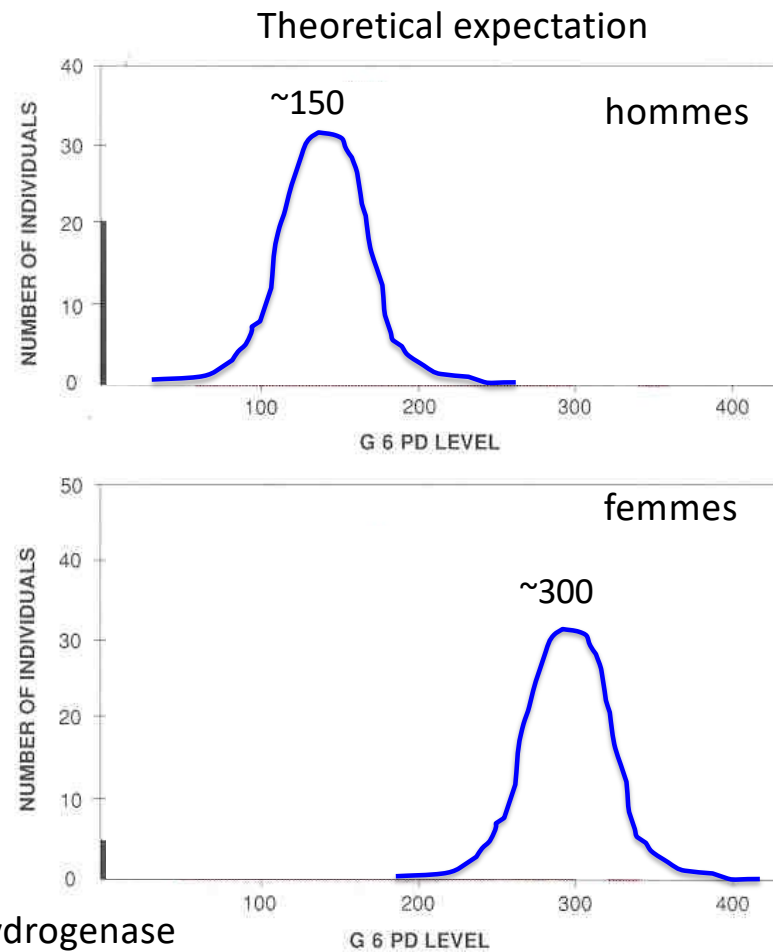 Theoretical expectation
40
30
20
10
0
NUMBER OF INDIVIDUALS
~150
hommes
100 200 300 400
G 6 PD LEVEL
50
40
30
20
10
0
NUMBER OF INDIVIDUALS
femmes
~300
100 200 300 400
ydrogenase
G 6 PD LEVEL